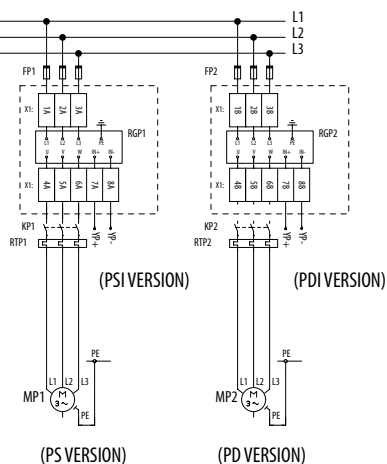 L1
L2
L3
FP1
FP2
X1: 1A 2A 3A
X1: 1B 2B 3B
L1 L2 L3 PE
RGP1
U V W IN+ IN-
L1 L2 L3 PE
RGP2
U V W IN+ IN-
X1: 4A 5A 6A 7A 8A
X1: 4B 5B 6B 7B 8B
KP1
YP+ YP-
KP2
YP+ YP-
RTP1
RTP2
(PSI VERSION)
(PDI VERSION)
PE
PE
L1 L2 L3
L1 L2 L3
MP1
M
3~
MP2
M
3~
PE
PE
(PS VERSION)
(PD VERSION)